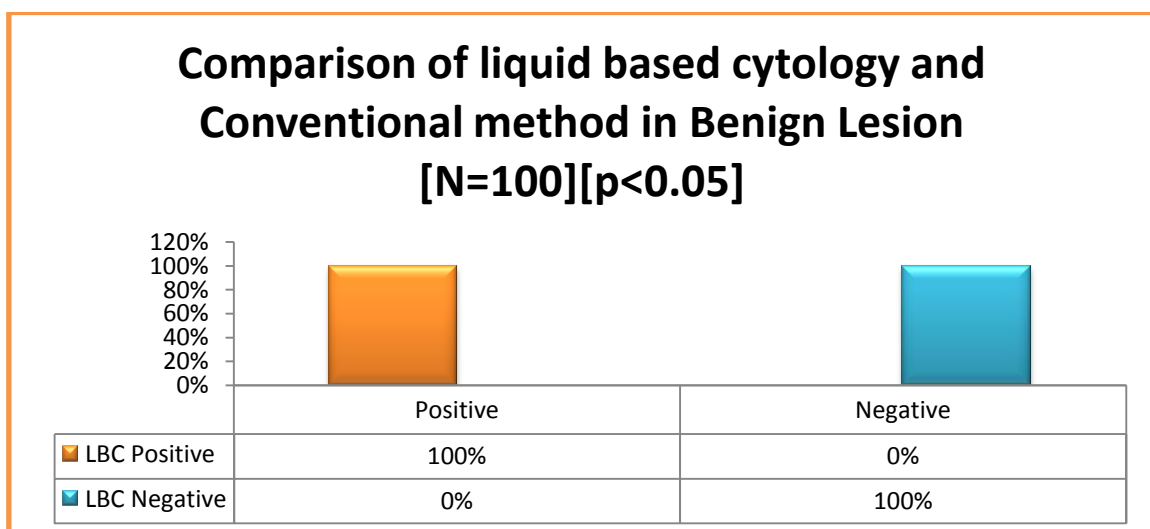 Comparison of liquid based cytology and
Conventional method in Benign Lesion
[N=100][p<0.05]
120%
100%
80%
60%
40%
20%
0%
Positive Negative
LBC Positive 100% 0%
LBC Negative 0% 100%